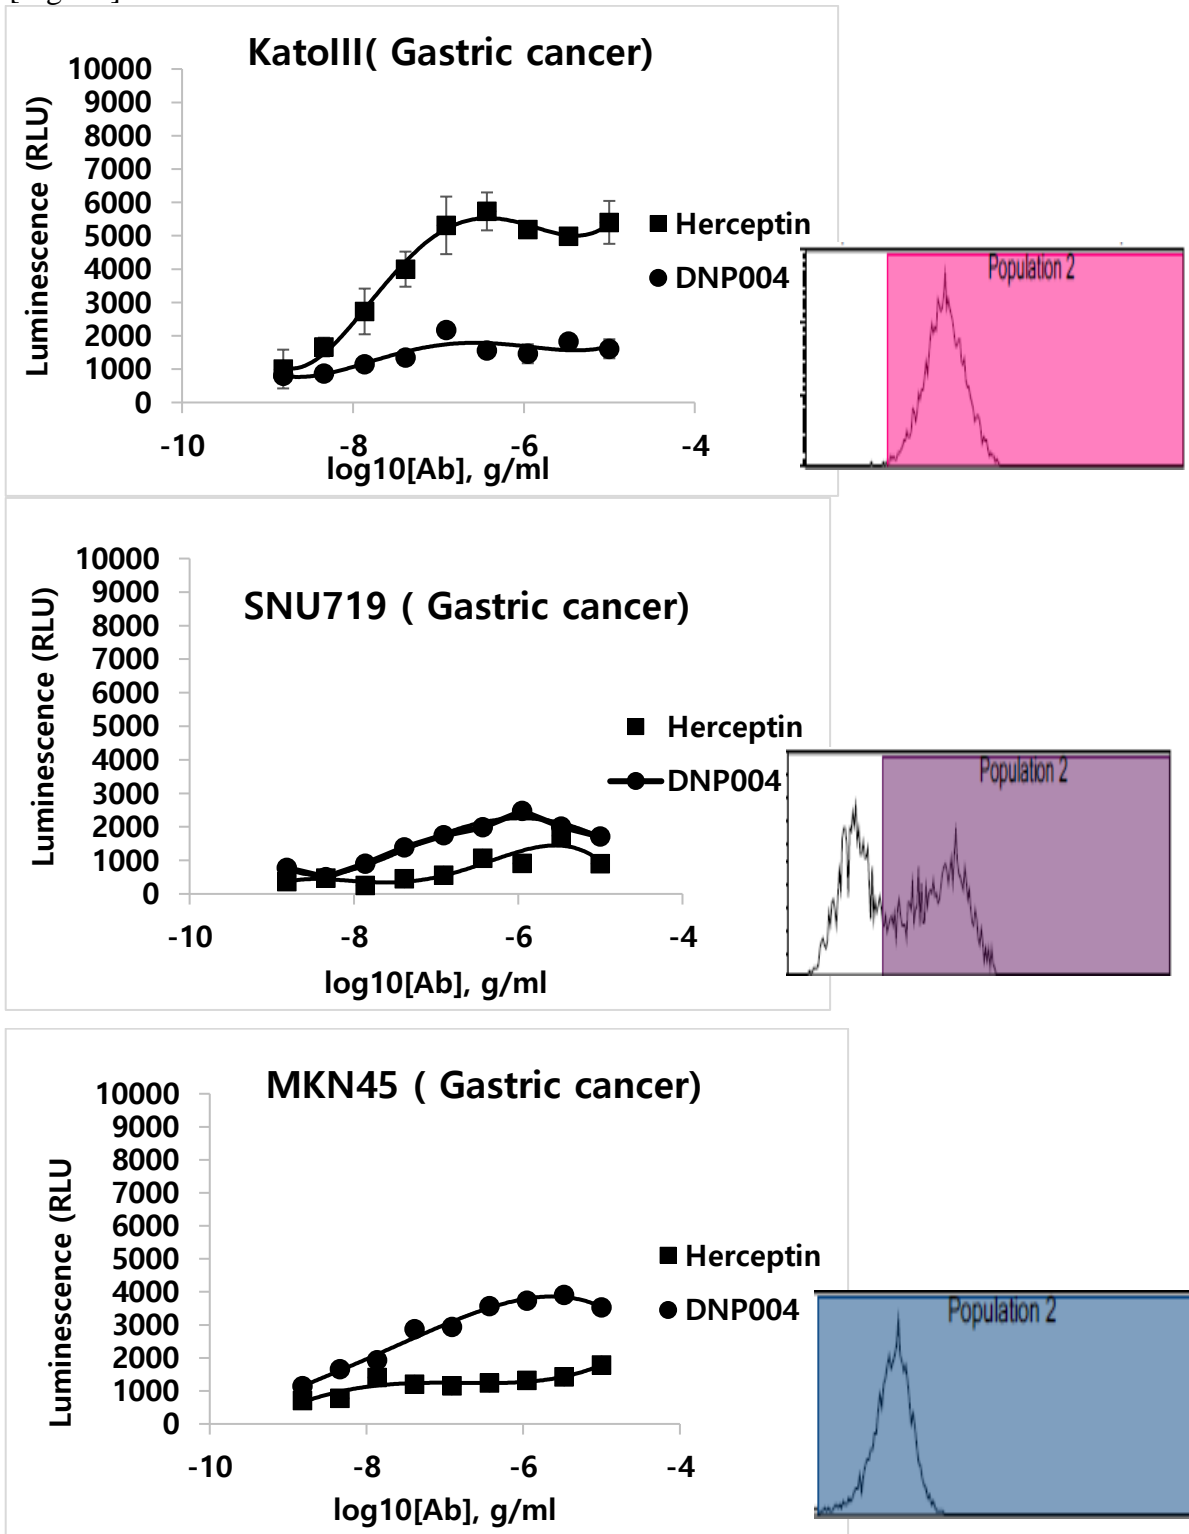 KatoIII( Gastric cancer)
Luminescence (RLU)
10000
9000
8000
7000
6000
5000
4000
3000
2000
1000
0
-10
-8
-6
-4
log10[Ab], g/ml
Herceptin
DNP004
Population 2
SNU719 ( Gastric cancer)
Luminescence (RLU)
10000
9000
8000
7000
6000
5000
4000
3000
2000
1000
0
-10
-8
-6
-4
log10[Ab], g/ml
Herceptin
DNP004
Population 2
MKN45 ( Gastric cancer)
Luminescence (RLU
10000
9000
8000
7000
6000
5000
4000
3000
2000
1000
0
-10
-8
-6
-4
log10[Ab], g/ml
Herceptin
DNP004
Population 2